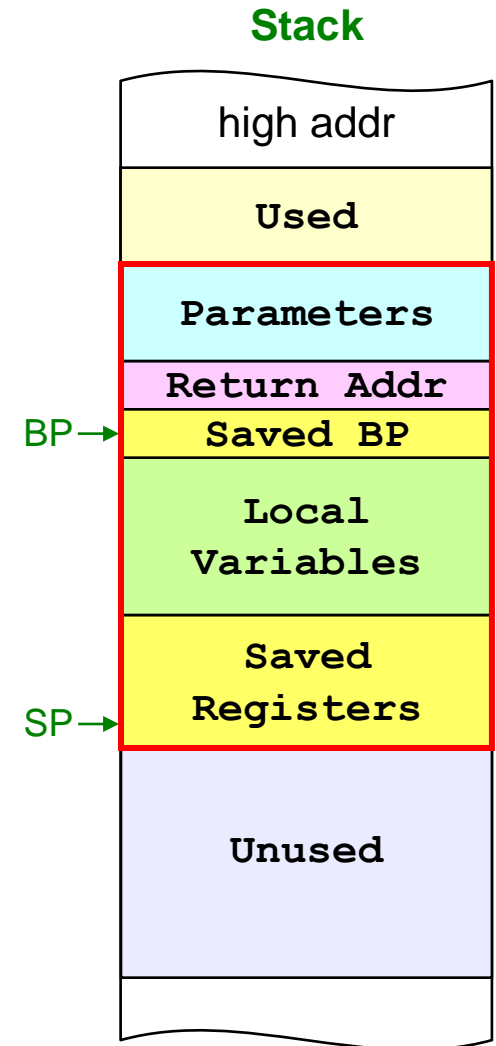 Stack
high addr
Used
Parameters
Return Addr
BP
Saved BP
Local
Variables
Saved
Registers
SP
Unused